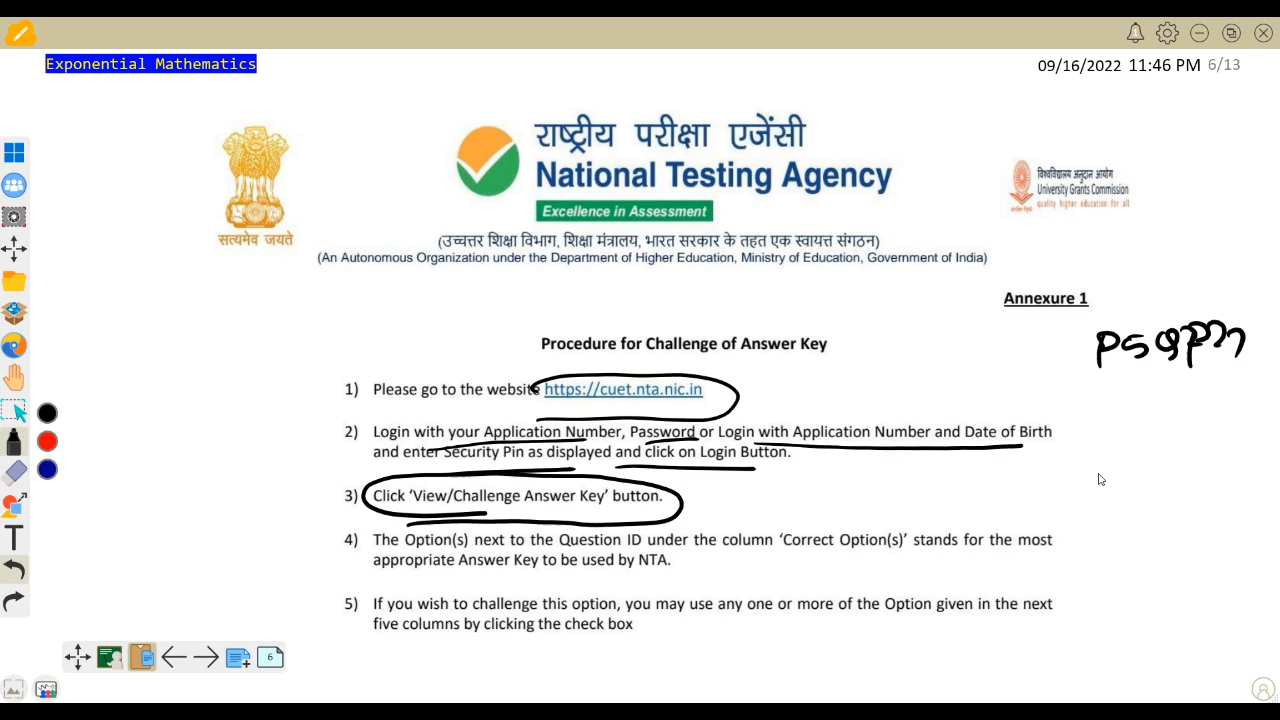 Exponential Mathematics
09/16/2022 11:46 PM 6/13
राष्ट्रीय परीक्षा एजेंसी
National Testing Agency
Excellence in Assessment
सत्यमेव जयते
विश्वविद्यालय अनुदान आयोग
University Grants Commission
quality higher education for all
(उच्चत्तर शिक्षा विभाग, शिक्षा मंत्रालय, भारत सरकार के तहत एक स्वायत्त संगठन)
(An Autonomous Organization under the Department of Higher Education, Ministry of Education, Government of India)
Annexure 1
Procedure for Challenge of Answer Key
1) Please go to the website https://cuet.nta.nic.in
2) Login with your Application Number, Password or Login with Application Number and Date of Birth
and enter Security Pin as displayed and click on Login Button.
3) Click ‘View/Challenge Answer Key’ button.
4) The Option(s) next to the Question ID under the column ‘Correct Option(s)’ stands for the most
appropriate Answer Key to be used by NTA.
5) If you wish to challenge this option, you may use any one or more of the Option given in the next
five columns by clicking the check box
6